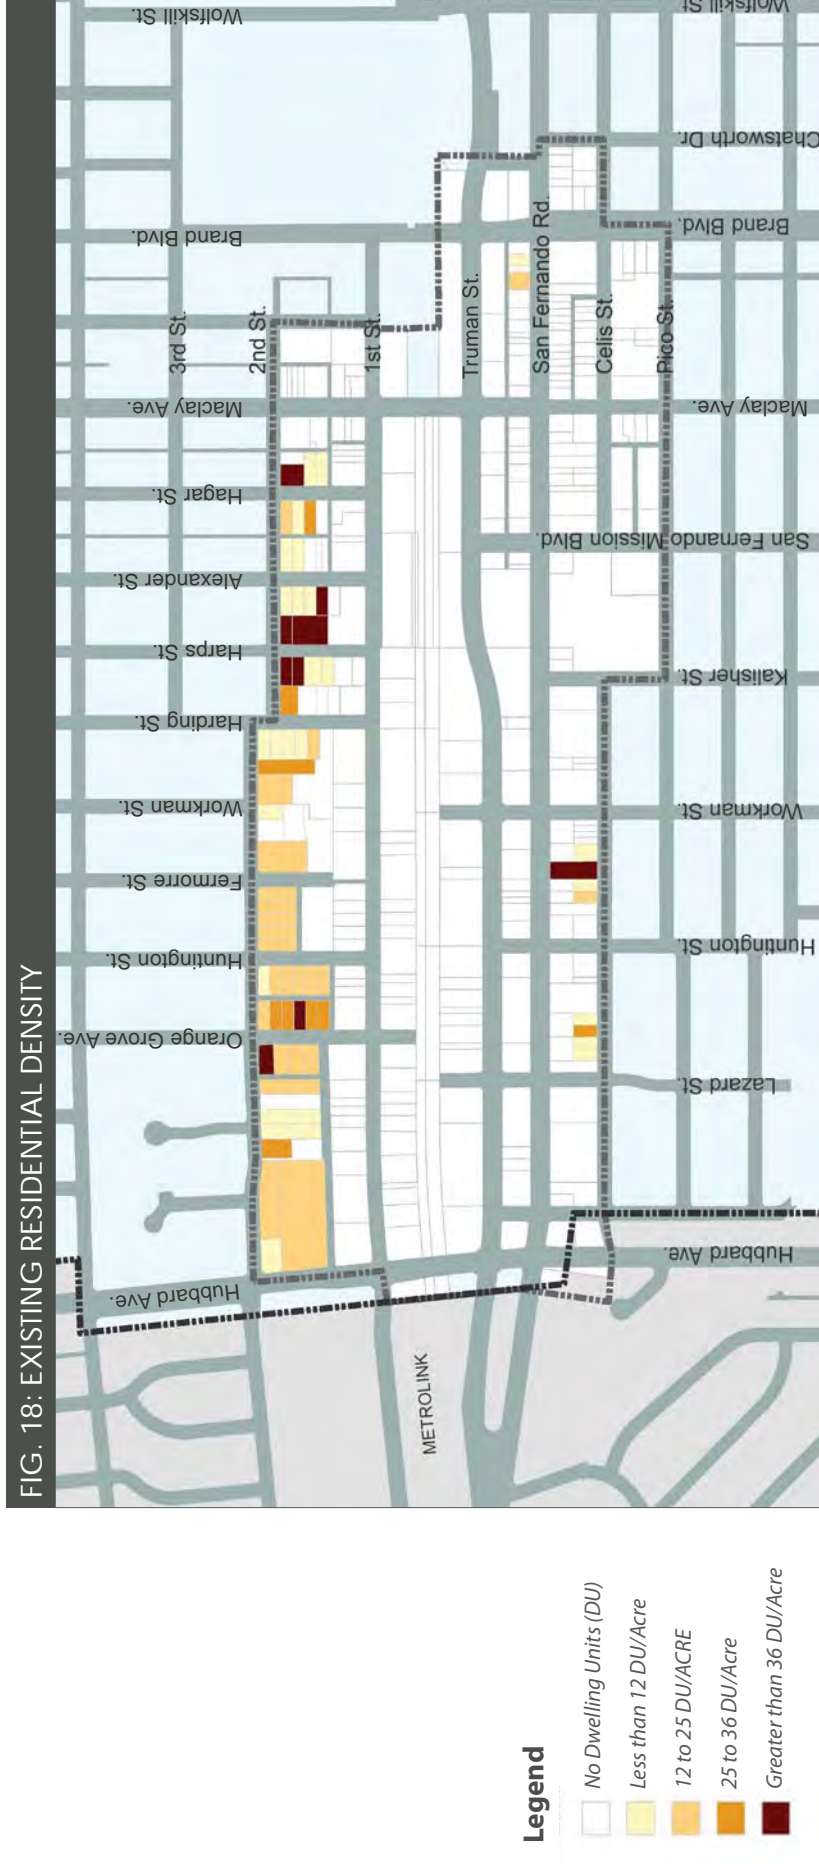 FIG. 18: EXISTING RESIDENTIAL DENSITY
Hubbard Ave.
Orange Grove Ave.
Huntington St.
Fermorre St.
Workman St.
Harding St.
Harps St.
Alexander St.
Hagar St.
Maclay Ave.
Brand Blvd.
Wolfskill St.
3rd St.
2nd St.
1st St.
Truman St.
San Fernando Rd.
Celis St.
Pico St.
METROLINK
Hubbard Ave.
Lazard St.
Huntington St.
Workman St.
Kalisher St.
San Fernando Mission Blvd.
Maclay Ave.
Brand Blvd.
Chatsworth Dr.
Wolfskill St.
Legend
No Dwelling Units (DU)
Less than 12 DU/Acre
12 to 25 DU/ACRE
25 to 36 DU/Acre
Greater than 36 DU/Acre